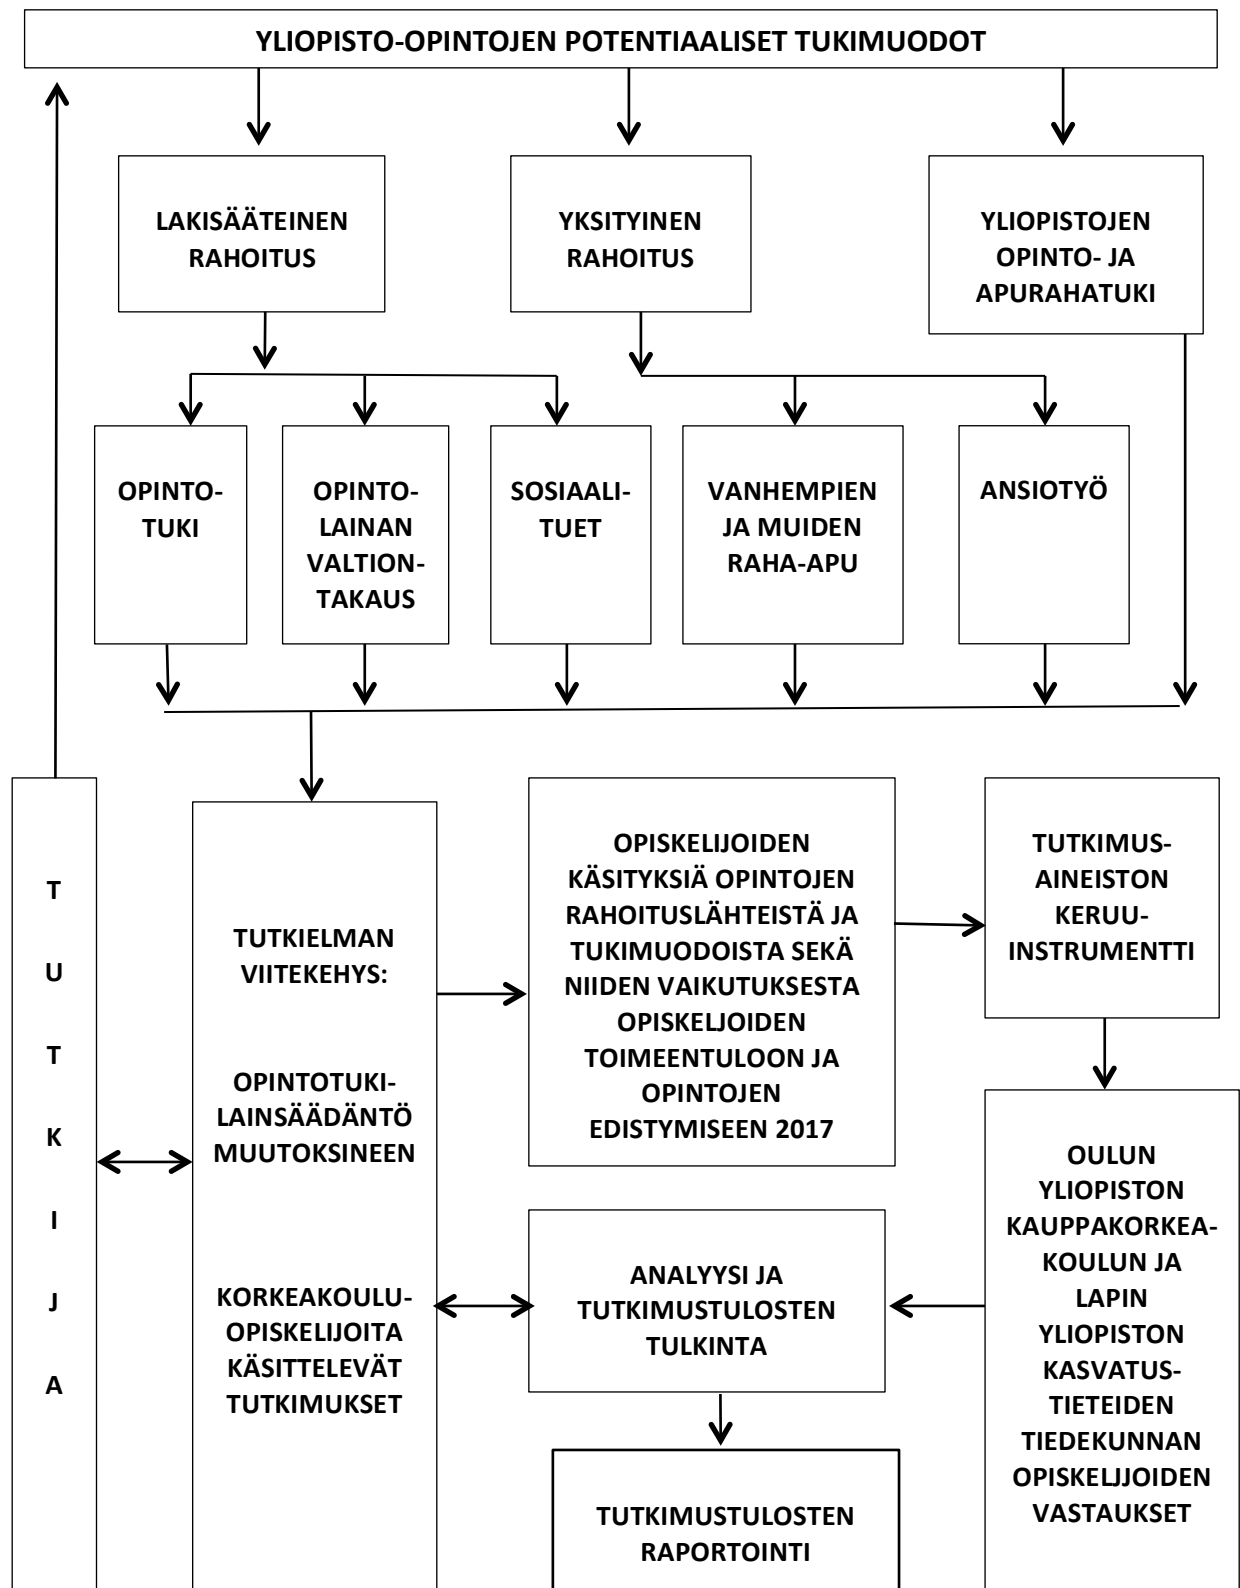 YLIOPISTO-OPINTOJEN POTENTIAALISET TUKIMUODOT
LAKISÄÄTEINEN
RAHOITUS
YKSITYINEN
RAHOITUS
YLIOPISTOJEN
OPINTO- JA
APURAHATUKI
OPINTO-
TUKI
OPINTO-
LAINAN
VALTION-
TAKAUS
SOSIAALI-
TUET
VANHEMPIEN
JA MUIDEN
RAHA-APU
ANSIOTYÖ
T
U
T
K
I
J
A
TUTKIELMAN
VIITEKEHYS:
OPINTOTUKI-
LAINSÄÄDÄNTÖ
MUUTOKSINEEN
KORKEAKOULU-
OPISKELIJOITA
KÄSITTELEVÄT
TUTKIMUKSET
OPISKELIJOIDEN
KÄSITYKSIÄ OPINTOJEN
RAHOITUSLÄHTEISTÄ JA
TUKIMUODOISTA SEKÄ
NIIDEN VAIKUTUKSESTA
OPISKELJOIDEN
TOIMEENTULOON JA
OPINTOJEN
EDISTYMISEEN 2017
TUTKIMUS-
AINEISTON
KERUU-
INSTRUMENTTI
OULUN
YLIOPISTON
KAUPPAKORKEA-
KOULUN JA
LAPIN
YLIOPISTON
KASVATUS-
TIETEIDEN
TIEDEKUNNAN
OPISKELJJOIDEN
VASTAUKSET
ANALYYSI JA
TUTKIMUSTULOSTEN
TULKINTA
TUTKIMUSTULOSTEN
RAPORTOINTI